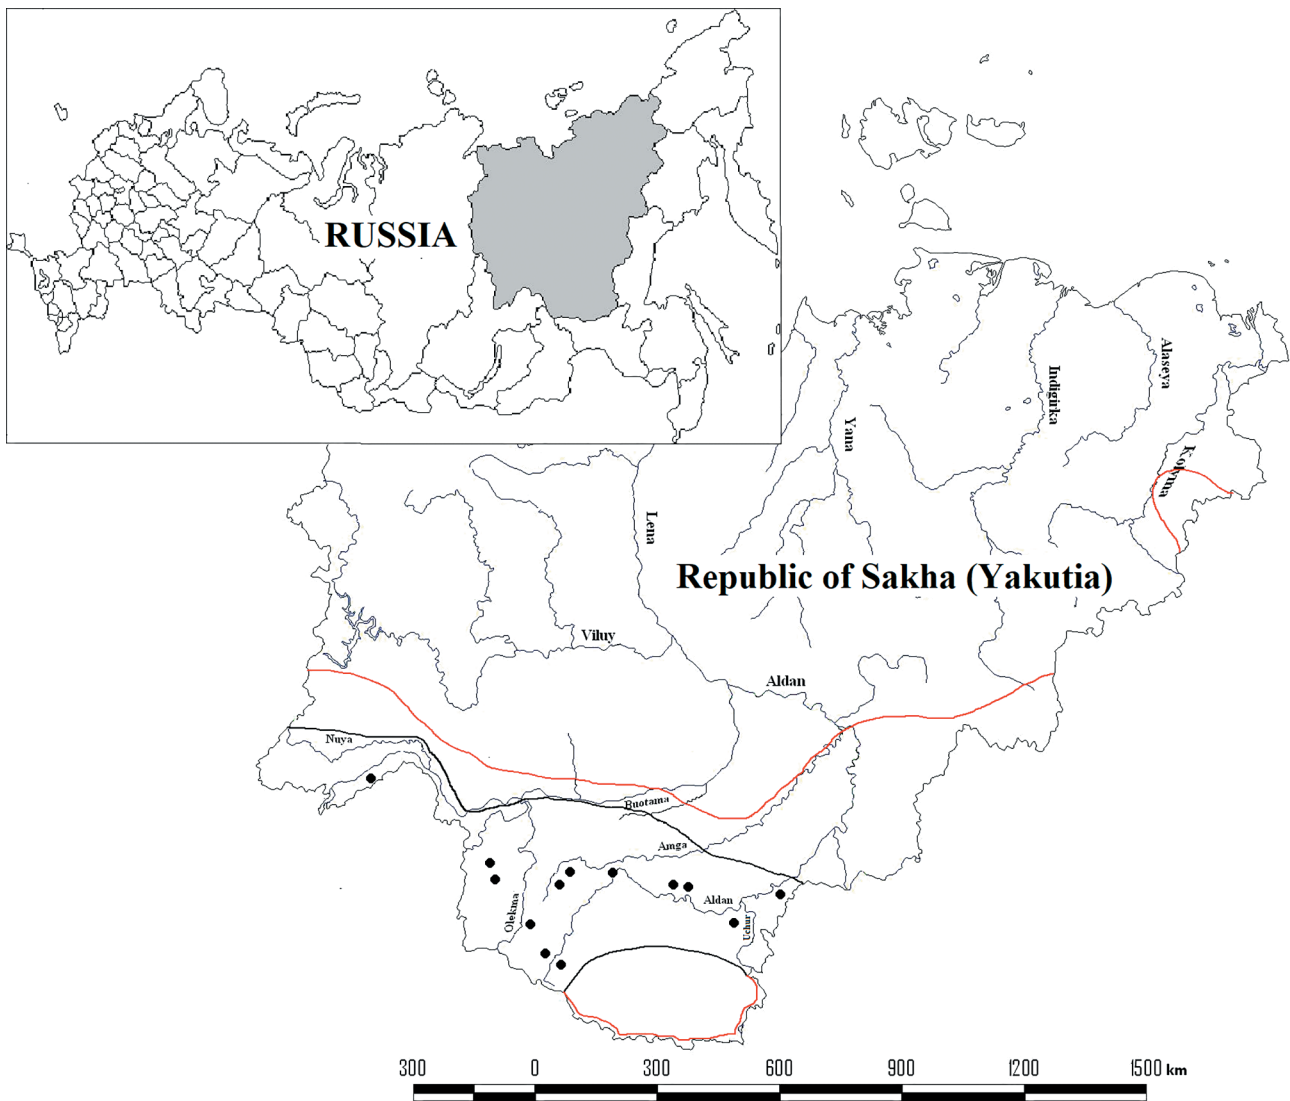 RUSSIA
Alaseya
Indigirka
Yana
Kolyma
Lena
Republic of Sakha (Yakutia)
Viluy
Aldan
Nuya
Buotama
Amga
Olekma
Aldan
Uchur
300 0 300 600 900 1200 1500 km